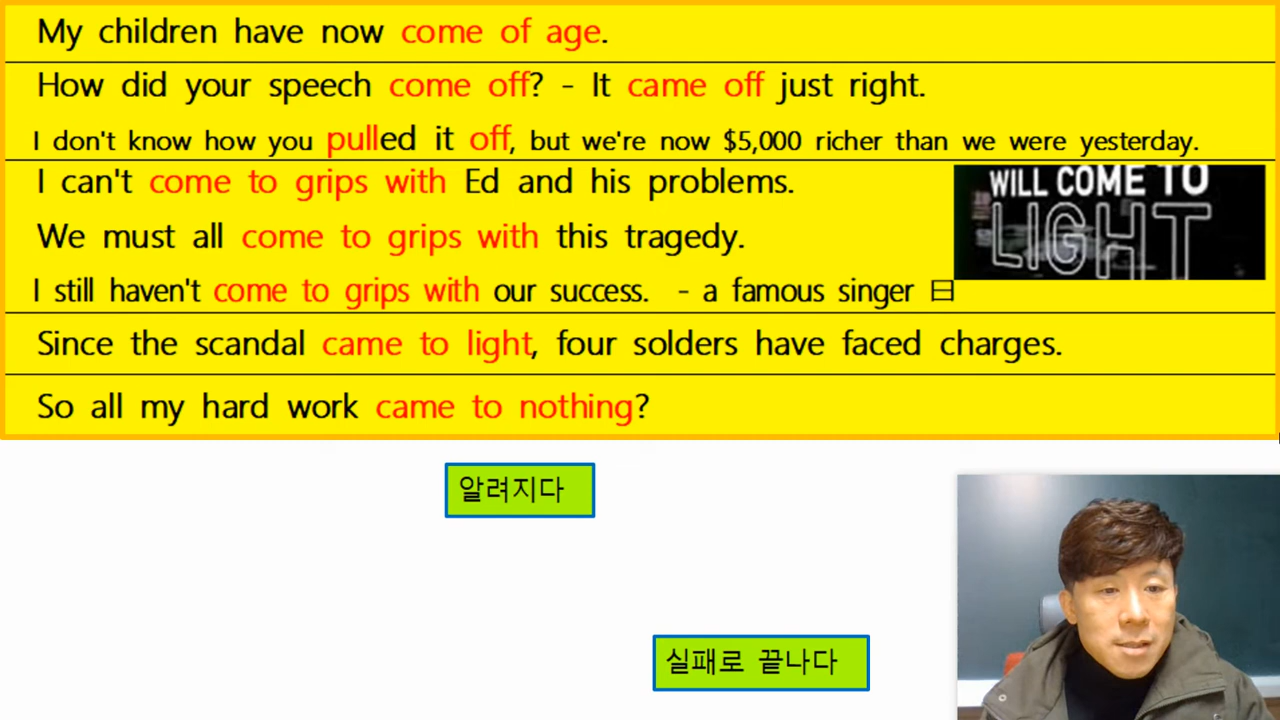 My children have now come of age.
How did your speech come off? - It came off just right.
I don't know how you pulled it off, but we're now $5,000 richer than we were yesterday.
I can't come to grips with Ed and his problems.
WILL COME TO
LIGHT
We must all come to grips with this tragedy.
I still haven't come to grips with our success. - a famous singer 曰
Since the scandal came to light, four solders have faced charges.
So all my hard work came to nothing?
알려지다
실패로 끝나다